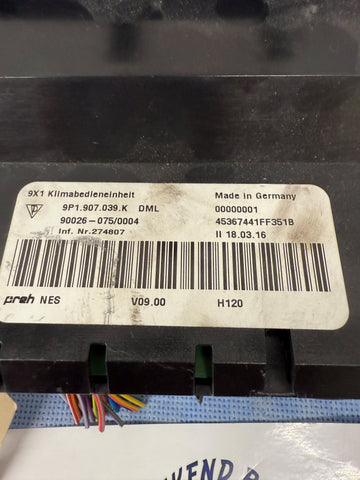 9X1 Klimabedieneinheit Made in Germany
9P1.907.039.K DML 00000001
90026-075/0004 45367441FF351B
Inf. Nr.274807 II 18.03.16
preh NES V09.00 H120